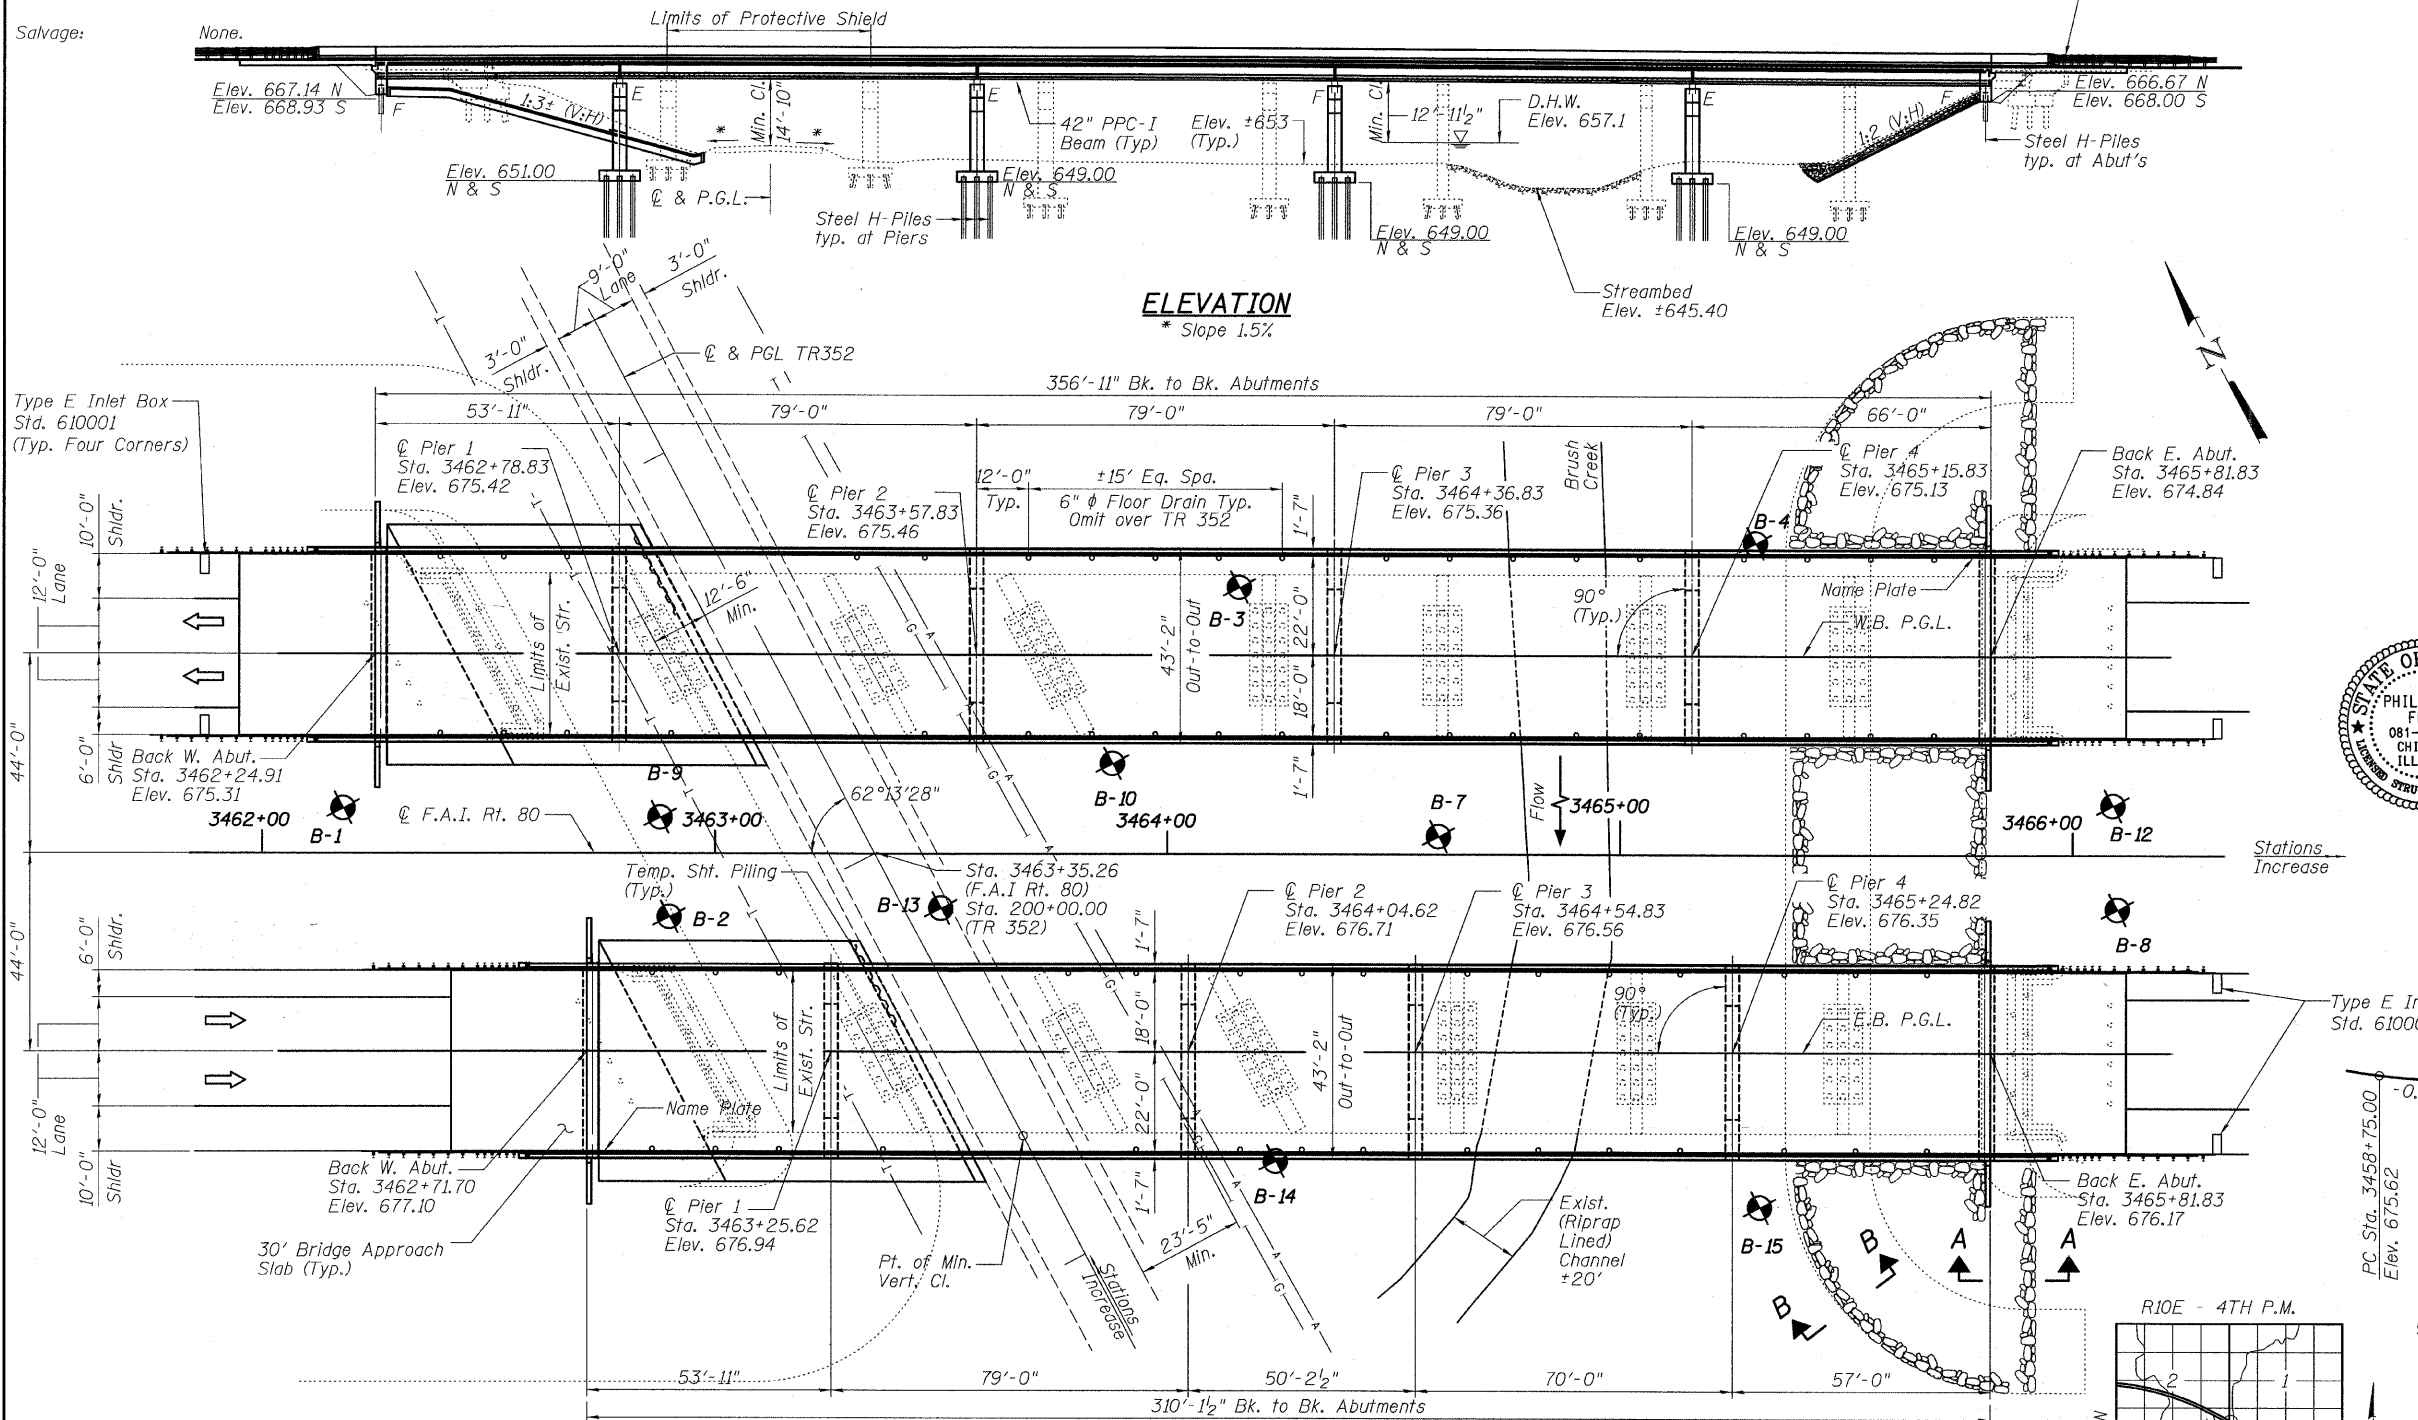 Salvage:
None.
Limits of Protective Shield
Elev. 667.14 N
Elev. 668.93 S
F
1:3± (V:H)
E
*
*
Min. Cl.
14'-10"
E
42" PPC-I
Beam (Typ)
Elev. ±653
(Typ.)
F
Min. Cl.
12'-11½"
D.H.W.
Elev. 657.1
E
1:2 (V:H)
F
Elev. 666.67 N
Elev. 668.00 S
Steel H-Piles
typ. at Abut's
Elev. 651.00
N & S
℄ & P.G.L.
Steel H-Piles
typ. at Piers
Elev. 649.00
N & S
Elev. 649.00
N & S
Elev. 649.00
N & S
Streambed
Elev. ±645.40
ELEVATION
* Slope 1.5%
N
3'-0"
Shldr.
9'-0"
Lane
3'-0"
Shldr.
℄ & PGL TR352
356'-11" Bk. to Bk. Abutments
53'-11"
79'-0"
79'-0"
79'-0"
66'-0"
Type E Inlet Box
Std. 610001
(Typ. Four Corners)
℄ Pier 1
Sta. 3462+78.83
Elev. 675.42
℄ Pier 2
Sta. 3463+57.83
Elev. 675.46
12'-0"
Typ.
±15' Eq. Spa.
6" ϕ Floor Drain Typ.
Omit over TR 352
℄ Pier 3
Sta. 3464+36.83
Elev. 675.36
Brush
Creek
℄ Pier 4
Sta. 3465+15.83
Elev. 675.13
Back E. Abut.
Sta. 3465+81.83
Elev. 674.84
10'-0"
Shldr.
12'-0"
Lane
6'-0"
Shldr
44'-0"
Limits of
Exist. Str.
12'-6"
Min.
B-3
B-4
43'-2"
Out-to-Out
1'-7"
22'-0"
18'-0"
1'-7"
90°
(Typ.)
Name Plate
W.B. P.G.L.
Back W. Abut.
Sta. 3462+24.91
Elev. 675.31
B-9
B-10
B-7
Flow
B-1
B-12
3462+00
℄ F.A.I. Rt. 80
3463+00
62°13'28"
3464+00
3465+00
3466+00
Stations
Increase
STATE OF
LICENSED STRU
PHIL
081-
CHI
ILL
Temp. Sht. Piling
(Typ.)
B-2
B-13
Sta. 3463+35.26
(F.A.I Rt. 80)
Sta. 200+00.00
(TR 352)
℄ Pier 2
Sta. 3464+04.62
Elev. 676.71
℄ Pier 3
Sta. 3464+54.83
Elev. 676.56
℄ Pier 4
Sta. 3465+24.82
Elev. 676.35
B-8
44'-0"
6'-0"
Shldr.
12'-0"
Lane
10'-0"
Shldr
Limits of
Exist. Str.
Name Plate
1'-7"
18'-0"
22'-0"
1'-7"
43'-2"
Out-to-Out
90°
(Typ.)
E.B. P.G.L.
Type E In
Std. 6100
Back W. Abut.
Sta. 3462+71.70
Elev. 677.10
30' Bridge Approach
Slab (Typ.)
℄ Pier 1
Sta. 3463+25.62
Elev. 676.94
Pt. of Min.
Vert. Cl.
Stations
Increase
23'-5"
Min.
B-14
Exist.
(Riprap
Lined)
Channel
±20'
B-15
Back E. Abut.
Sta. 3465+81.83
Elev. 676.17
B
B
A
A
PC Sta. 3458+75.00
Elev. 675.62
-0.
R10E - 4TH P.M.
2
1
53'-11"
79'-0"
50'-2½"
70'-0"
57'-0"
310'-1½" Bk. to Bk. Abutments